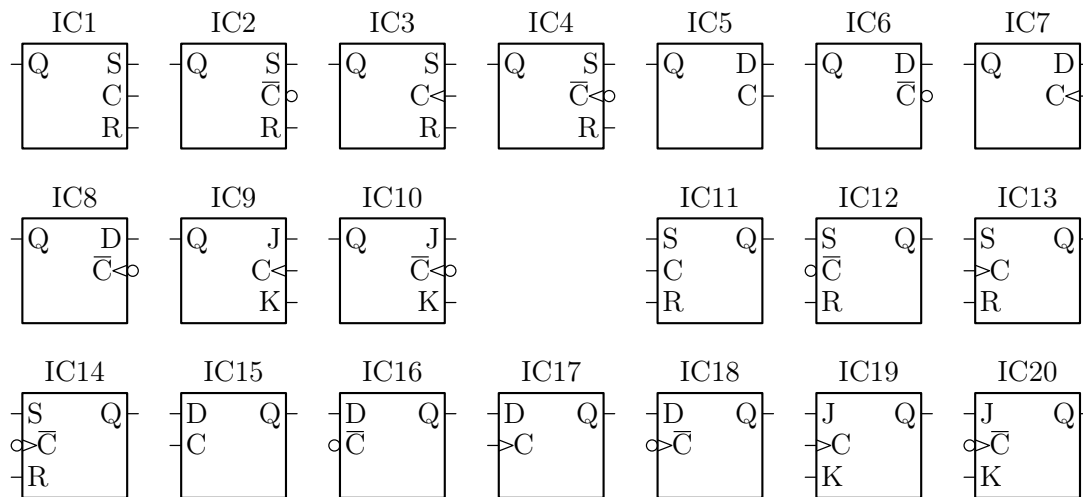 IC1 IC2 IC3 IC4 IC5 IC6 IC7
Q S Q S Q S Q S Q D Q D Q D
C C̅ C C̅ C C̅ C
R R R R
IC8 IC9 IC10 IC11 IC12 IC13
Q D Q J Q J S Q S Q S Q
C̅ C C̅ C C̅ C
K K R R R
IC14 IC15 IC16 IC17 IC18 IC19 IC20
S Q D Q D Q D Q D Q J Q J Q
C̅ C C̅ C C̅ C C̅
R K K